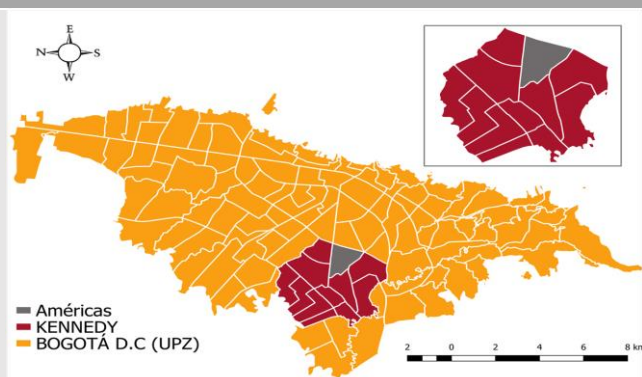 E
N S
W
Américas
KENNEDY
BOGOTÁ D.C (UPZ)
2 0 2 4 6 8 km